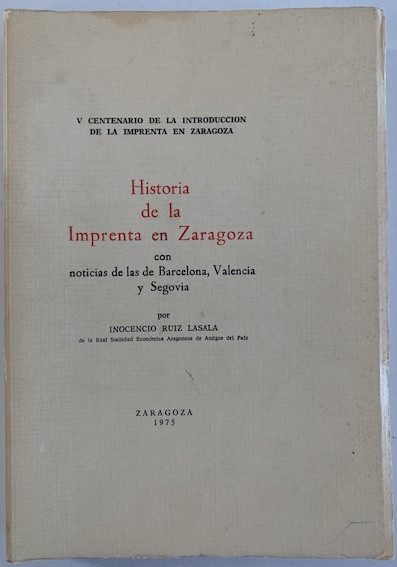 V CENTENARIO DE LA INTRODUCCION
DE LA IMPRENTA EN ZARAGOZA
Historia
de la
Imprenta en Zaragoza
con
noticias de las de Barcelona, Valencia
y Segovia
por
INOCENCIO RUIZ LASALA
de la Real Sociedad Económica Aragonesa de Amigos del País
ZARAGOZA
1975